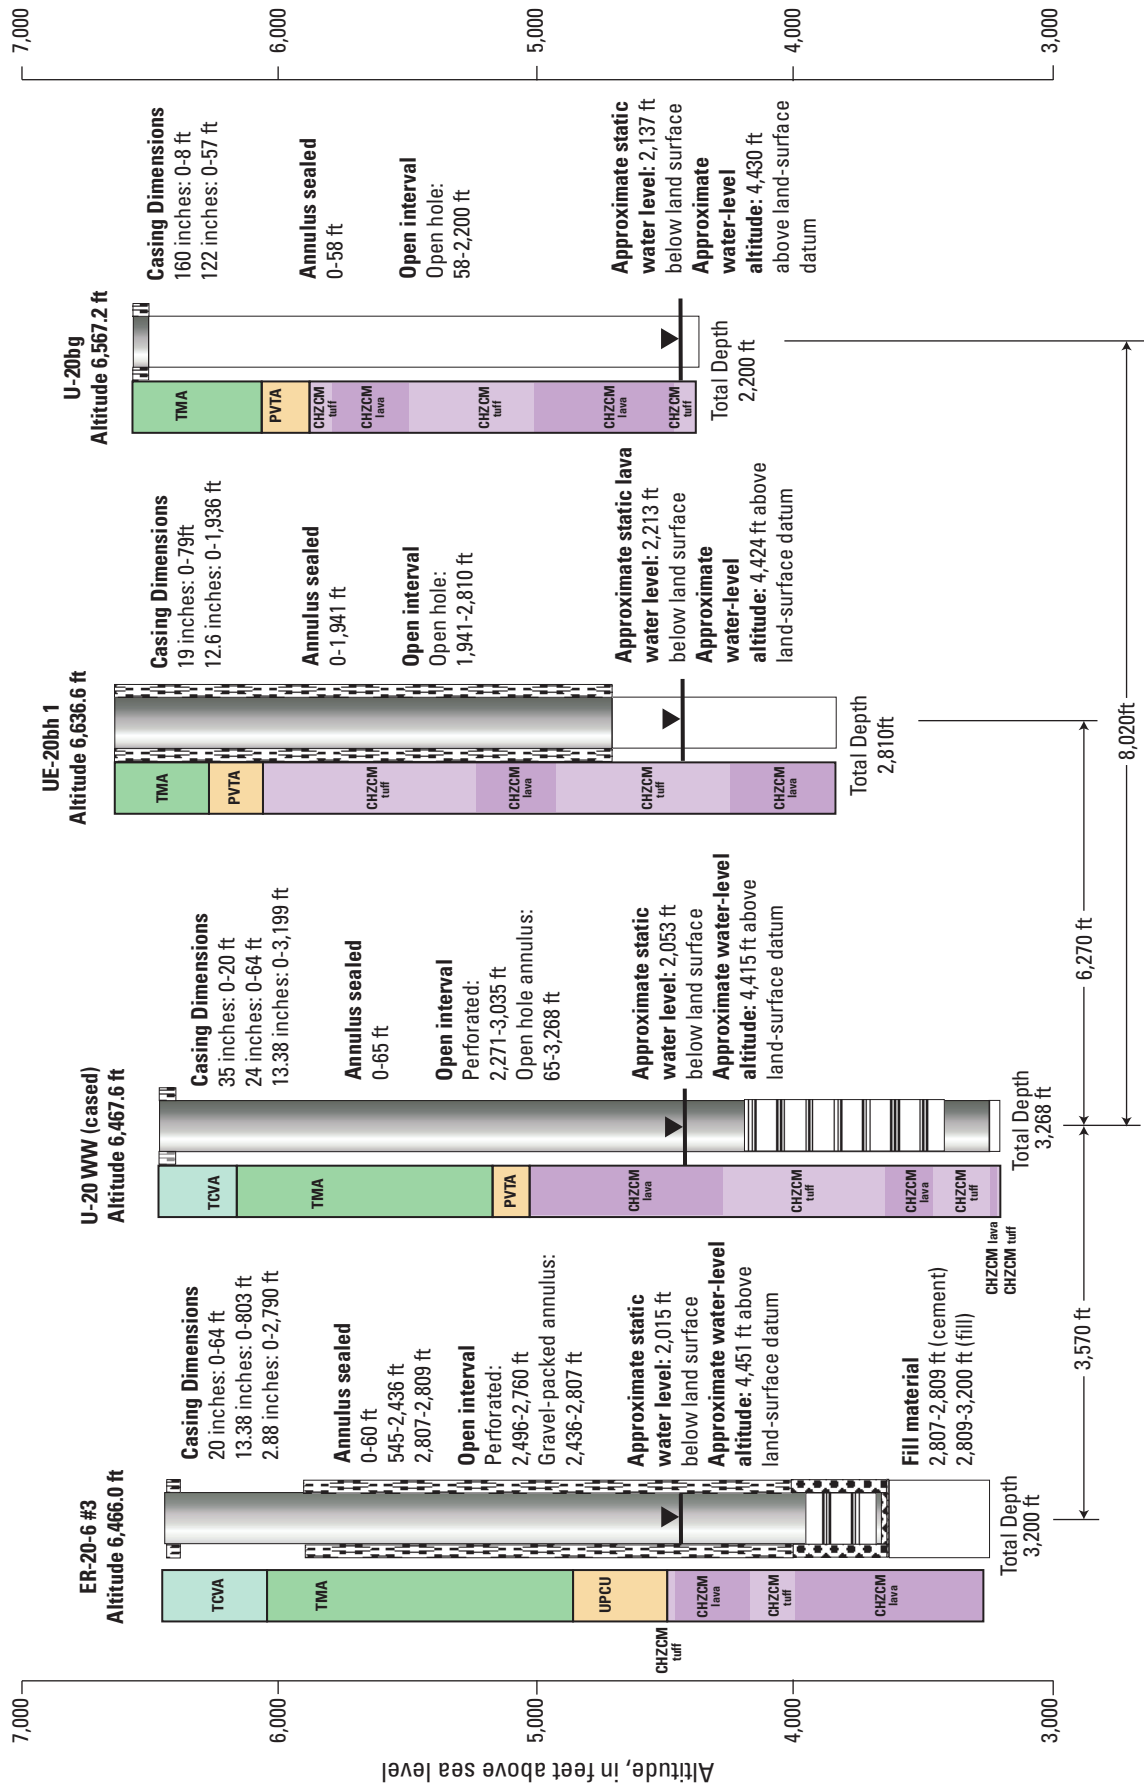 7,000
6,000
5,000
4,000
3,000
Altitude, in feet above sea level
ER-20-6 #3
Altitude 6,466.0 ft
TCVA
TMA
UPCU
CHZCM
tuff
CHZCM
lava
CHZCM
tuff
CHZCM
lava
Casing Dimensions
20 inches: 0-64 ft
13.38 inches: 0-803 ft
2.88 inches: 0-2,790 ft
Annulus sealed
0-60 ft
545-2,436 ft
2,807-2,809 ft
Open interval
Perforated:
2,496-2,760 ft
Gravel-packed annulus:
2,436-2,807 ft
Approximate static
water level: 2,015 ft
below land surface
Approximate water-level
altitude: 4,451 ft above
land-surface datum
Fill material
2,807-2,809 ft (cement)
2,809-3,200 ft (fill)
Total Depth
3,200 ft
U-20 WW (cased)
Altitude 6,467.6 ft
TCVA
TMA
PVTA
CHZCM
lava
CHZCM
tuff
CHZCM
lava
CHZCM
tuff
CHZCM lava
CHZCM tuff
Casing Dimensions
35 inches: 0-20 ft
24 inches: 0-64 ft
13.38 inches: 0-3,199 ft
Annulus sealed
0-65 ft
Open interval
Perforated:
2,271-3,035 ft
Open hole annulus:
65-3,268 ft
Approximate static
water level: 2,053 ft
below land surface
Approximate water-level
altitude: 4,415 ft above
land-surface datum
Total Depth
3,268 ft
UE-20bh 1
Altitude 6,636.6 ft
TMA
PVTA
CHZCM
tuff
CHZCM
lava
CHZCM
tuff
CHZCM
lava
Casing Dimensions
19 inches: 0-79ft
12.6 inches: 0-1,936 ft
Annulus sealed
0-1,941 ft
Open interval
Open hole:
1,941-2,810 ft
Approximate static lava
water level: 2,213 ft
below land surface
Approximate
water-level
altitude: 4,424 ft above
land-surface datum
Total Depth
2,810ft
U-20bg
Altitude 6,567.2 ft
TMA
PVTA
CHZCM
tuff
CHZCM
lava
CHZCM
tuff
CHZCM
lava
CHZCM
tuff
Casing Dimensions
160 inches: 0-8 ft
122 inches: 0-57 ft
Annulus sealed
0-58 ft
Open interval
Open hole:
58-2,200 ft
Approximate static
water level: 2,137 ft
below land surface
Approximate
water-level
altitude: 4,430 ft
above land-surface
datum
Total Depth
2,200 ft
7,000
6,000
5,000
4,000
3,000
3,570 ft
6,270 ft
8,020ft